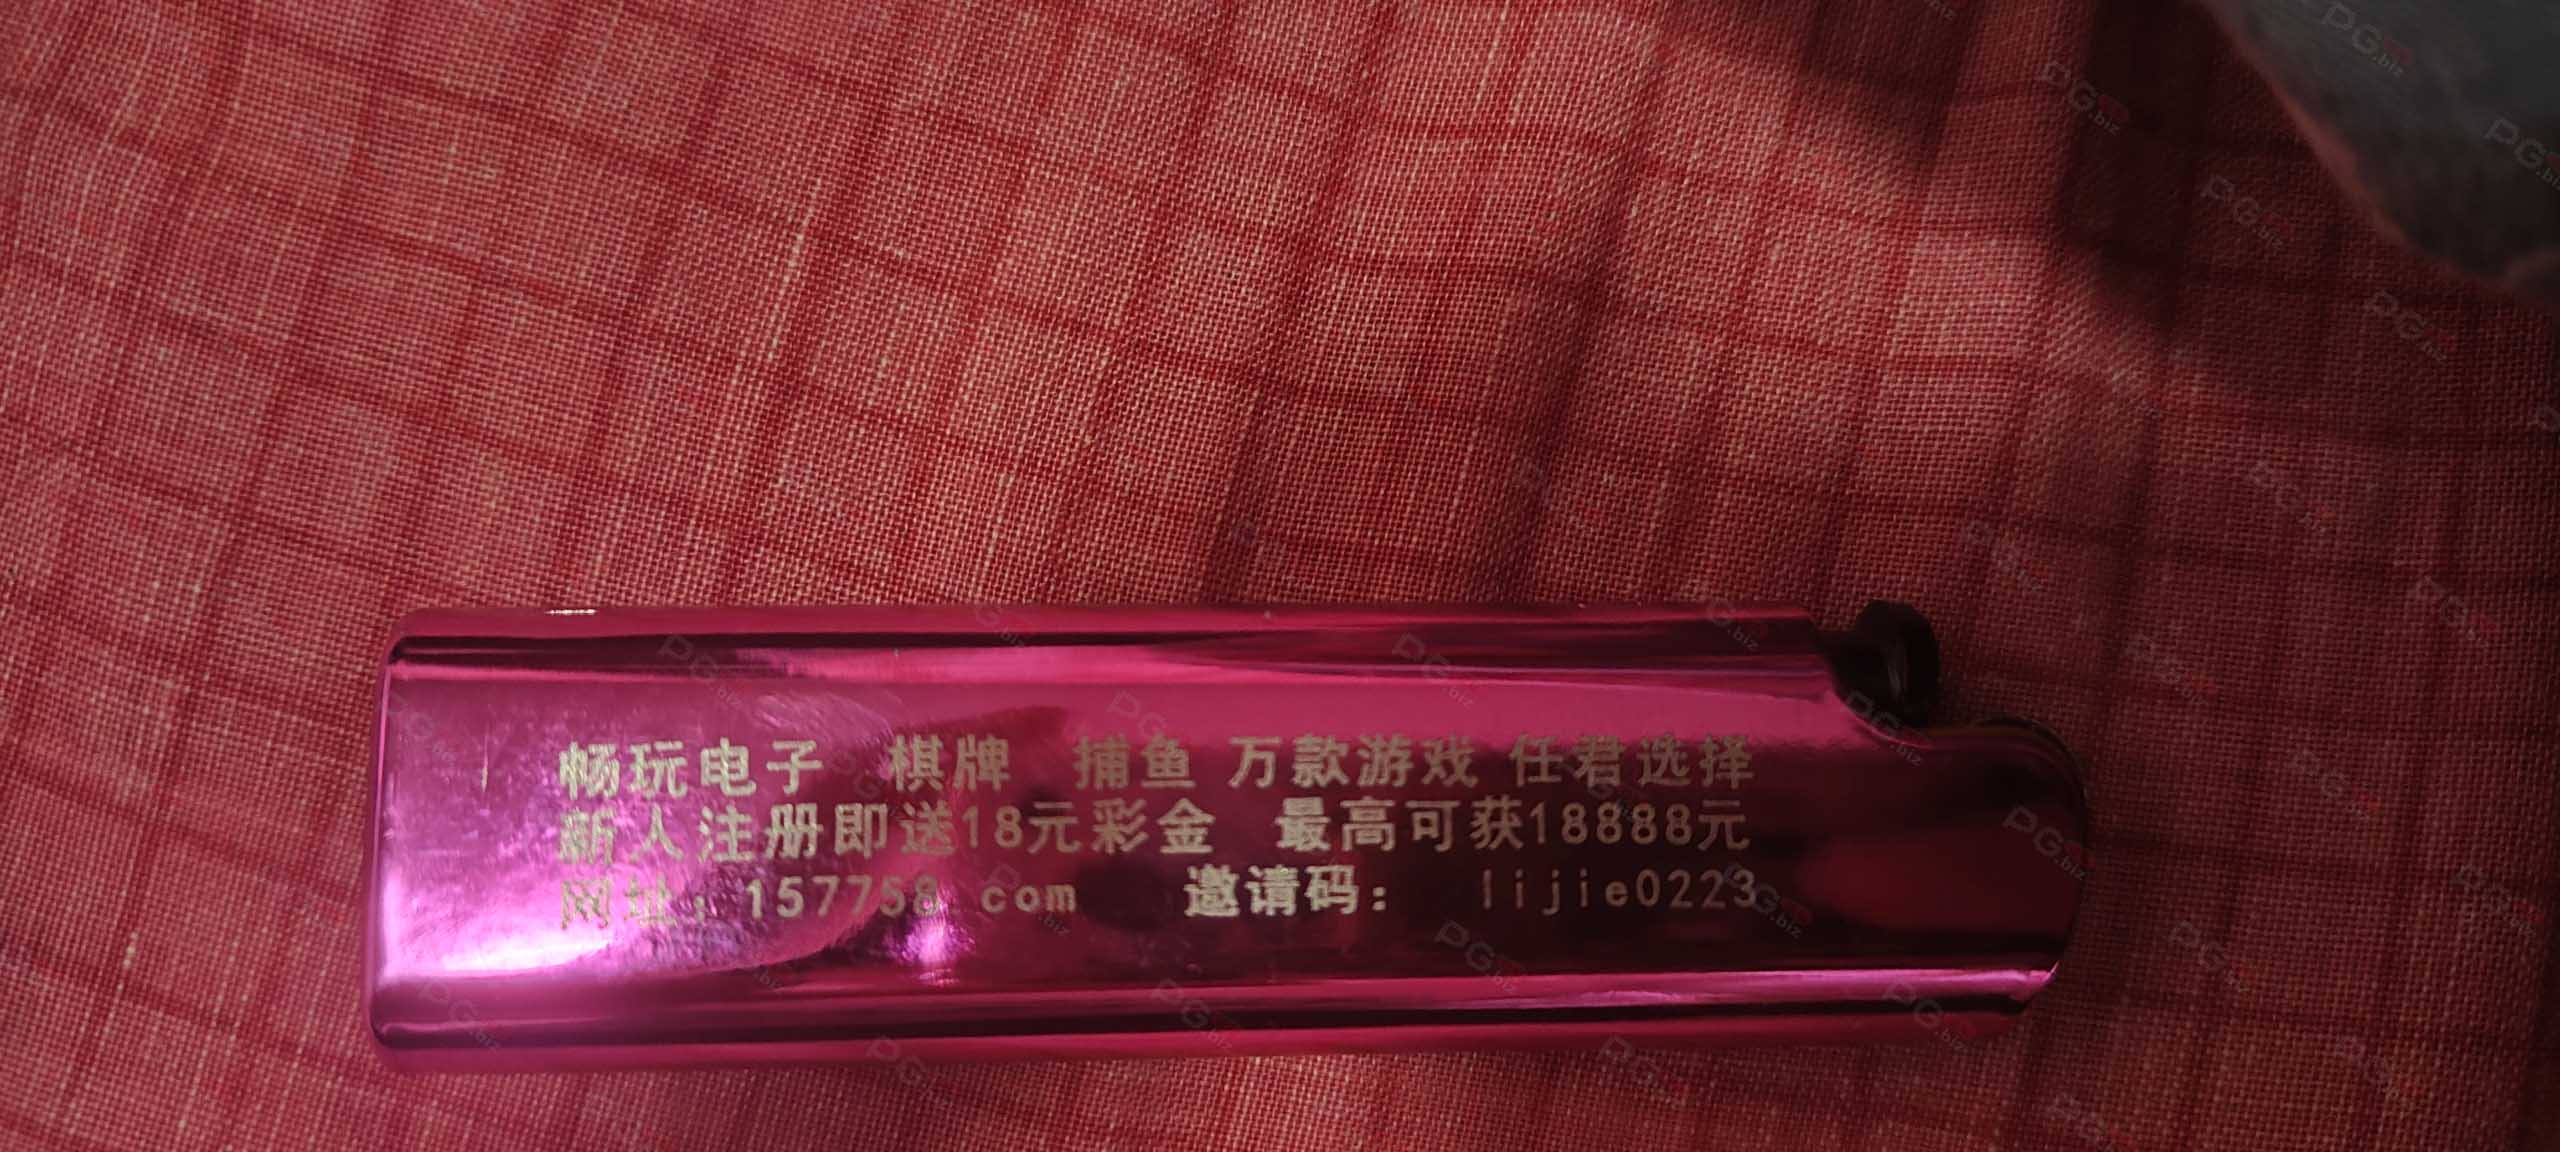 畅玩电子 棋牌 捕鱼 万款游戏 任君选择
新人注册即送18元彩金 最高可获18888元
网址：157758.com 邀请码： lijie0223